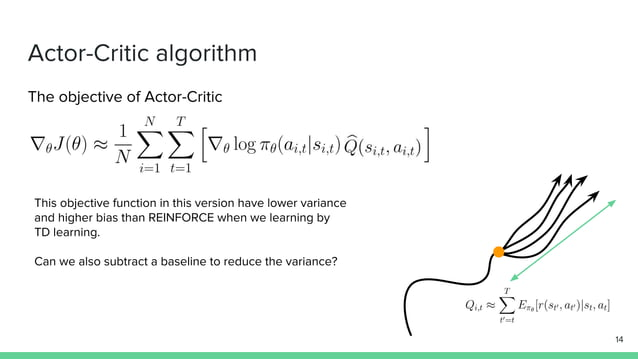 Actor-Critic algorithm
The objective of Actor-Critic
∇θJ(θ) ≈ 1/N ∑_{i=1}^{N} ∑_{t=1}^{T} [∇θ log πθ(a_{i,t}|s_{i,t}) Q̂(s_{i,t}, a_{i,t})]
This objective function in this version have lower variance
and higher bias than REINFORCE when we learning by
TD learning.
Can we also subtract a baseline to reduce the variance?
Q_{i,t} ≈ ∑_{t'=t}^{T} E_{πθ}[r(s_{t'}, a_{t'})|s_t, a_t]
14